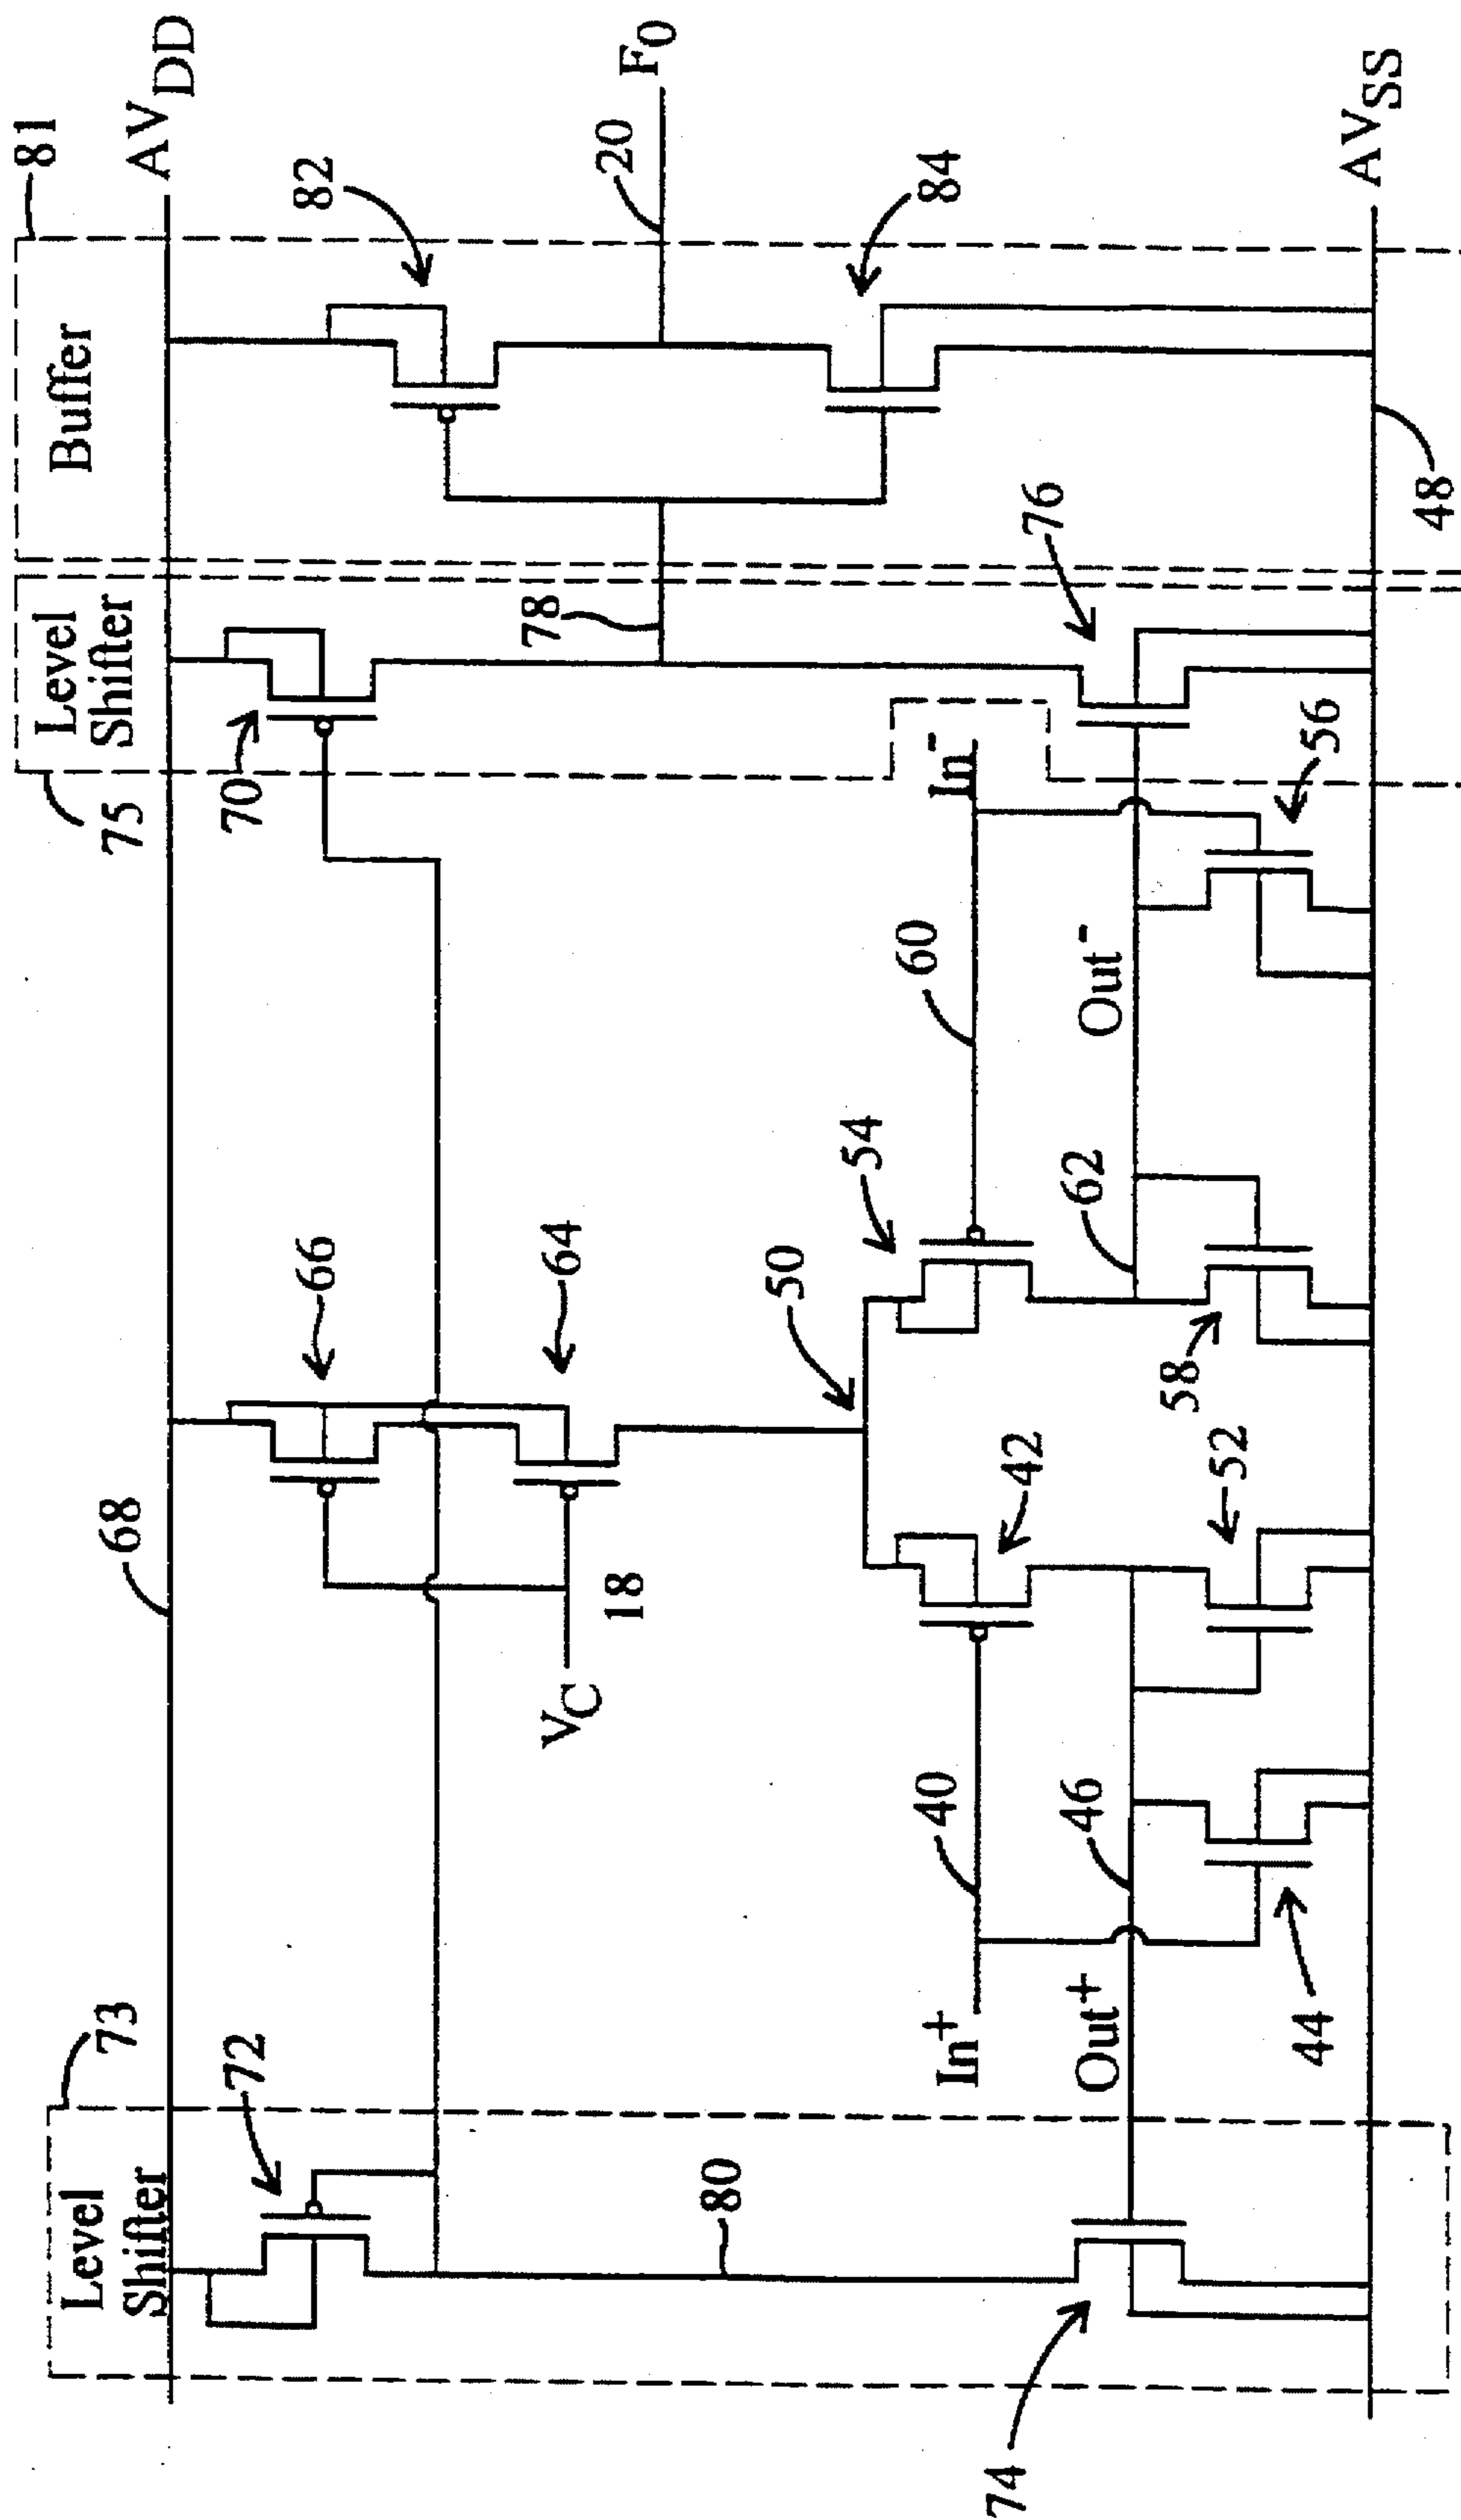 Level
Shifter
73
72
68
66
Level
Shifter
75
70
Buffer
81
AVDD
82
VC
18
64
78
20
F0
80
50
54
In+
40
42
60
In-
84
Out+
46
62
Out-
76
74
44
52
58
56
48
AVSS